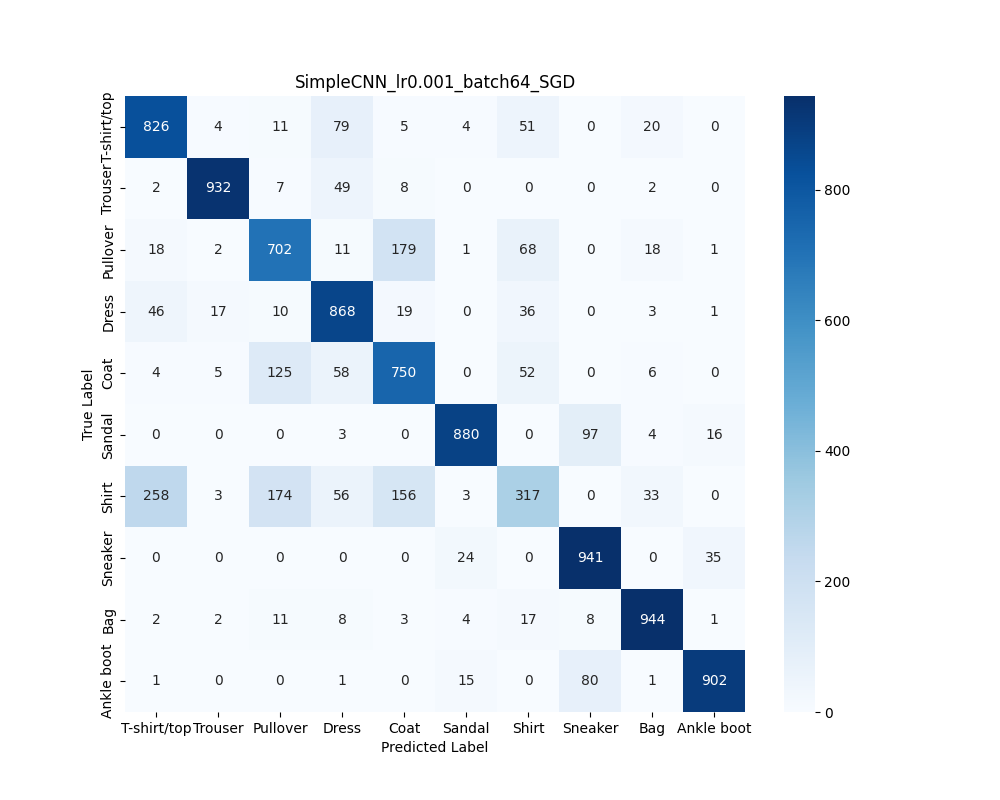 SimpleCNN_lr0.001_batch64_SGD
True Label
T-shirt/top 826 4 11 79 5 4 51 0 20 0
Trouser 2 932 7 49 8 0 0 0 2 0
Pullover 18 2 702 11 179 1 68 0 18 1
Dress 46 17 10 868 19 0 36 0 3 1
Coat 4 5 125 58 750 0 52 0 6 0
Sandal 0 0 0 3 0 880 0 97 4 16
Shirt 258 3 174 56 156 3 317 0 33 0
Sneaker 0 0 0 0 0 24 0 941 0 35
Bag 2 2 11 8 3 4 17 8 944 1
Ankle boot 1 0 0 1 0 15 0 80 1 902
T-shirt/top Trouser Pullover Dress Coat Sandal Shirt Sneaker Bag Ankle boot
Predicted Label
800
600
400
200
0